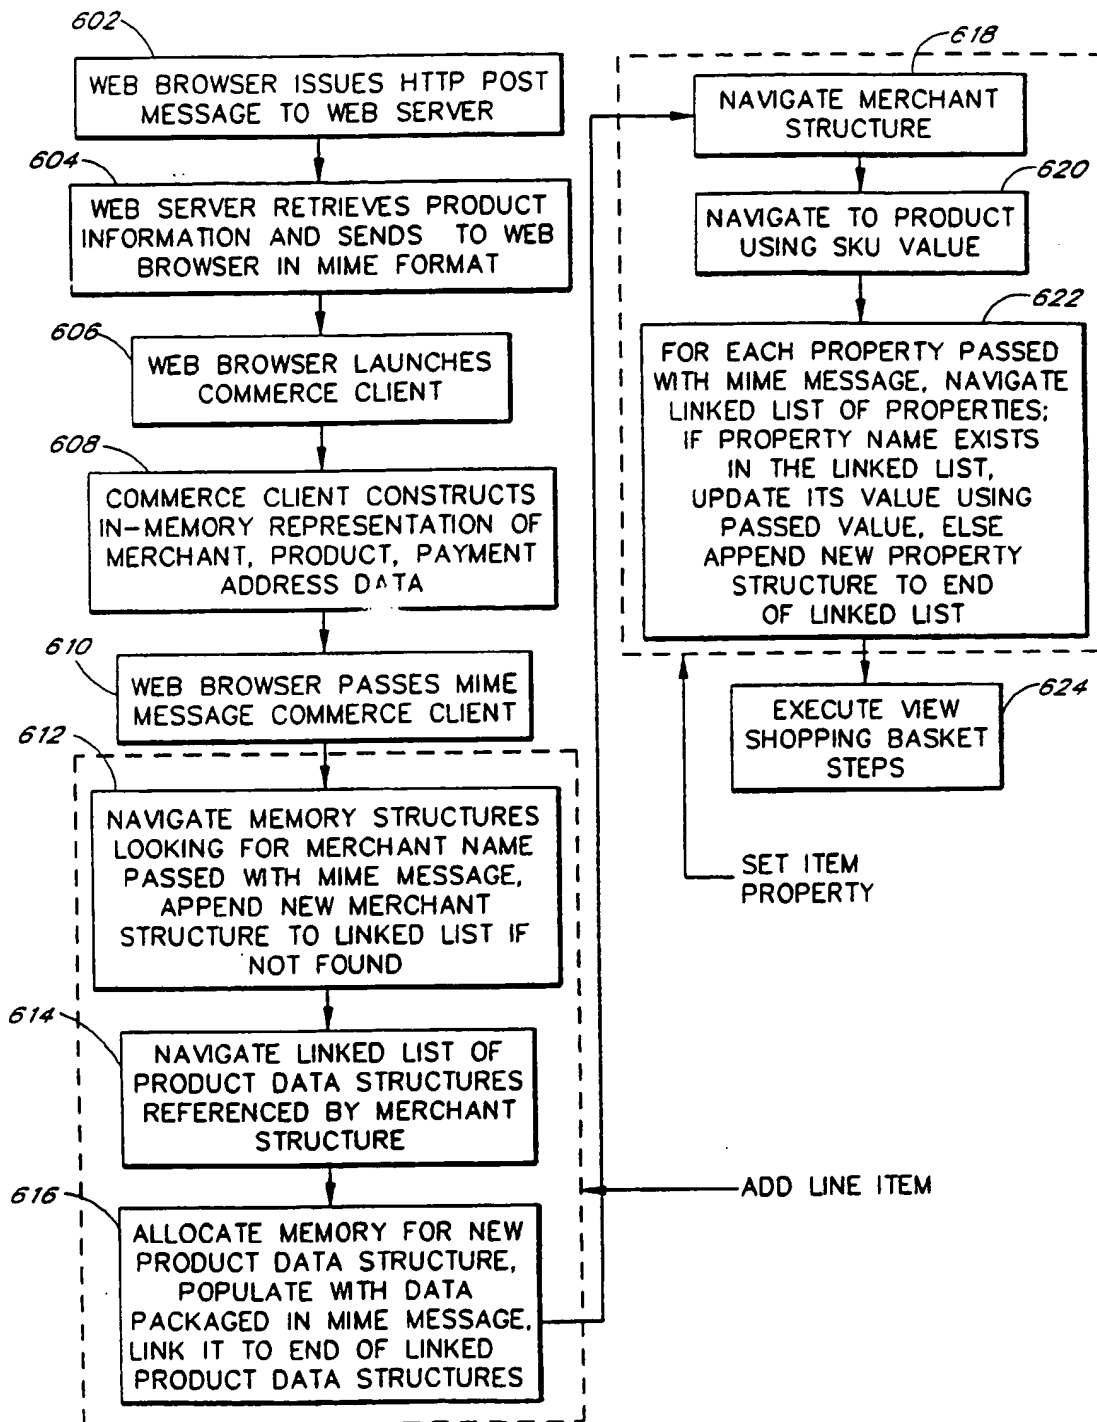 602
WEB BROWSER ISSUES HTTP POST
MESSAGE TO WEB SERVER
604
WEB SERVER RETRIEVES PRODUCT
INFORMATION AND SENDS TO WEB
BROWSER IN MIME FORMAT
606
WEB BROWSER LAUNCHES
COMMERCE CLIENT
608
COMMERCE CLIENT CONSTRUCTS
IN-MEMORY REPRESENTATION OF
MERCHANT, PRODUCT, PAYMENT
ADDRESS DATA
610
WEB BROWSER PASSES MIME
MESSAGE COMMERCE CLIENT
612
NAVIGATE MEMORY STRUCTURES
LOOKING FOR MERCHANT NAME
PASSED WITH MIME MESSAGE,
APPEND NEW MERCHANT
STRUCTURE TO LINKED LIST IF
NOT FOUND
614
NAVIGATE LINKED LIST OF
PRODUCT DATA STRUCTURES
REFERENCED BY MERCHANT
STRUCTURE
616
ALLOCATE MEMORY FOR NEW
PRODUCT DATA STRUCTURE,
POPULATE WITH DATA
PACKAGED IN MIME MESSAGE,
LINK IT TO END OF LINKED
PRODUCT DATA STRUCTURES
ADD LINE ITEM
618
NAVIGATE MERCHANT
STRUCTURE
620
NAVIGATE TO PRODUCT
USING SKU VALUE
622
FOR EACH PROPERTY PASSED
WITH MIME MESSAGE, NAVIGATE
LINKED LIST OF PROPERTIES;
IF PROPERTY NAME EXISTS
IN THE LINKED LIST,
UPDATE ITS VALUE USING
PASSED VALUE, ELSE
APPEND NEW PROPERTY
STRUCTURE TO END
OF LINKED LIST
624
EXECUTE VIEW
SHOPPING BASKET
STEPS
SET ITEM
PROPERTY